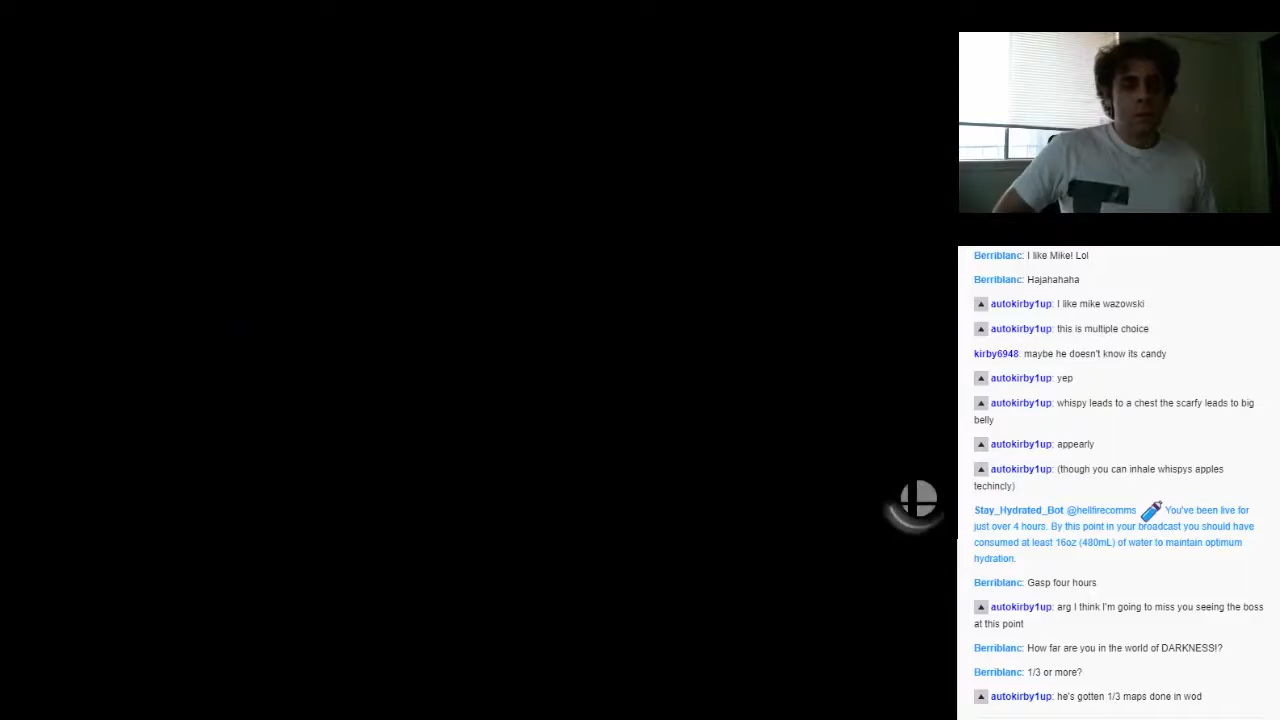 Berriblanc: I like Mike! Lol
Berriblanc: Hajahahaha
autokirby1up: I like mike wazowski
autokirby1up: this is multiple choice
kirby6948: maybe he doesn't know its candy
autokirby1up: yep
autokirby1up: whispy leads to a chest the scarfy leads to big
belly
autokirby1up: appearly
autokirby1up: (though you can inhale whispys apples
techincly)
Stay_Hydrated_Bot @hellfirecomms You've been live for
just over 4 hours. By this point in your broadcast you should have
consumed at least 16oz (480mL) of water to maintain optimum
hydration.
Berriblanc: Gasp four hours
autokirby1up: arg I think I'm going to miss you seeing the boss
at this point
Berriblanc: How far are you in the world of DARKNESS!?
Berriblanc: 1/3 or more?
autokirby1up: he's gotten 1/3 maps done in wod